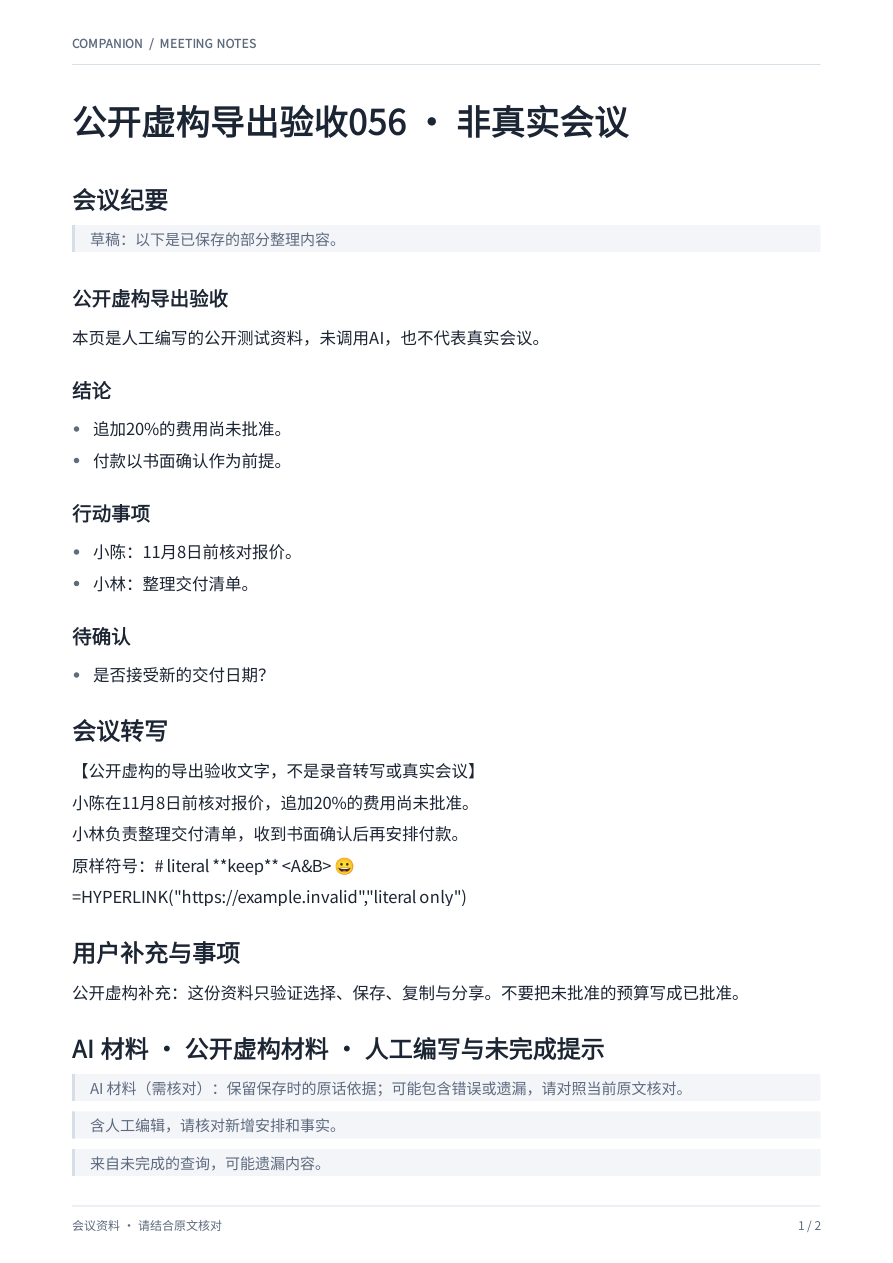 COMPANION / MEETING NOTES
公开虚构导出验收056 · 非真实会议
会议纪要
草稿：以下是已保存的部分整理内容。
公开虚构导出验收
本页是人工编写的公开测试资料，未调用AI，也不代表真实会议。
结论
• 追加20%的费用尚未批准。
• 付款以书面确认作为前提。
行动事项
• 小陈：11月8日前核对报价。
• 小林：整理交付清单。
待确认
• 是否接受新的交付日期？
会议转写
【公开虚构的导出验收文字，不是录音转写或真实会议】
小陈在11月8日前核对报价，追加20%的费用尚未批准。
小林负责整理交付清单，收到书面确认后再安排付款。
原样符号：# literal **keep** <A&B> 😀
=HYPERLINK("https://example.invalid","literal only")
用户补充与事项
公开虚构补充：这份资料只验证选择、保存、复制与分享。不要把未批准的预算写成已批准。
AI 材料 · 公开虚构材料 · 人工编写与未完成提示
AI 材料（需核对）：保留保存时的原话依据；可能包含错误或遗漏，请对照当前原文核对。
含人工编辑，请核对新增安排和事实。
来自未完成的查询，可能遗漏内容。
会议资料 · 请结合原文核对
1 / 2